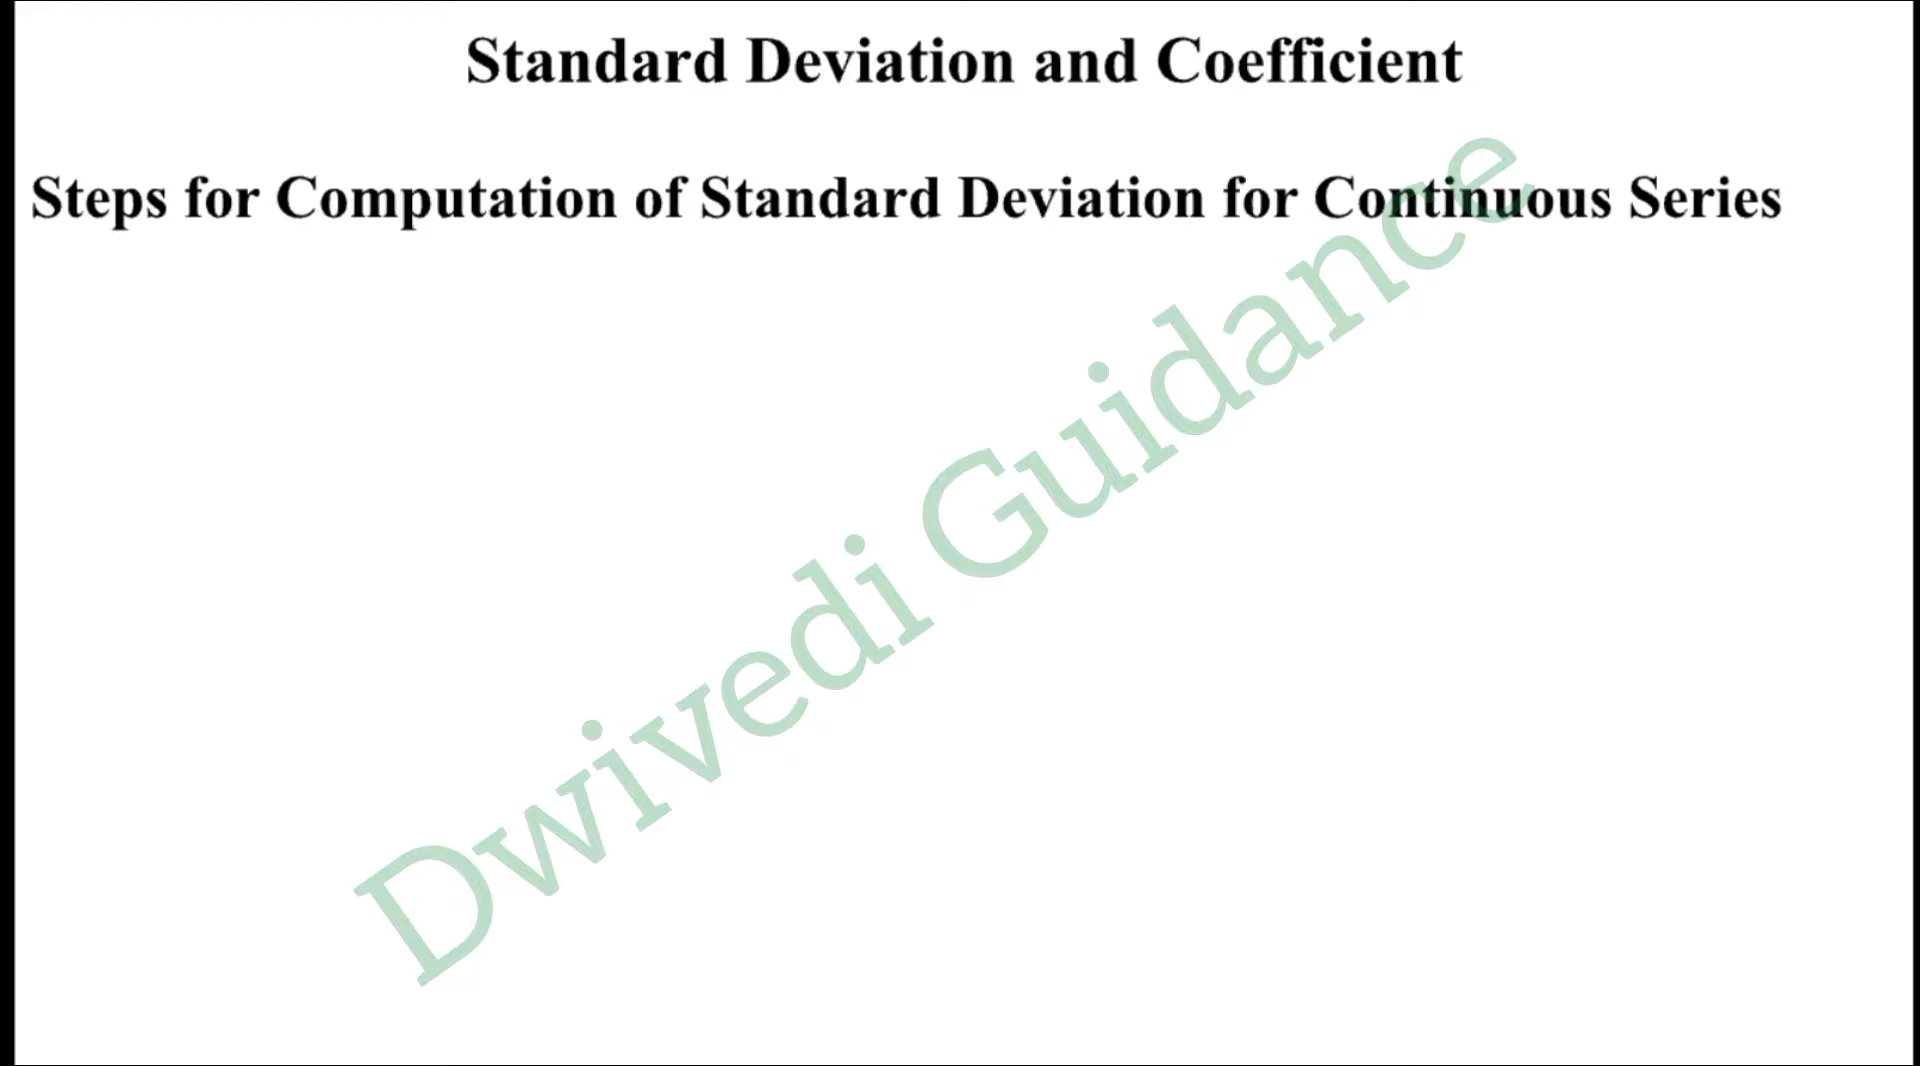 Standard Deviation and Coefficient
Steps for Computation of Standard Deviation for Continuous Series
Dwivedi Guidance